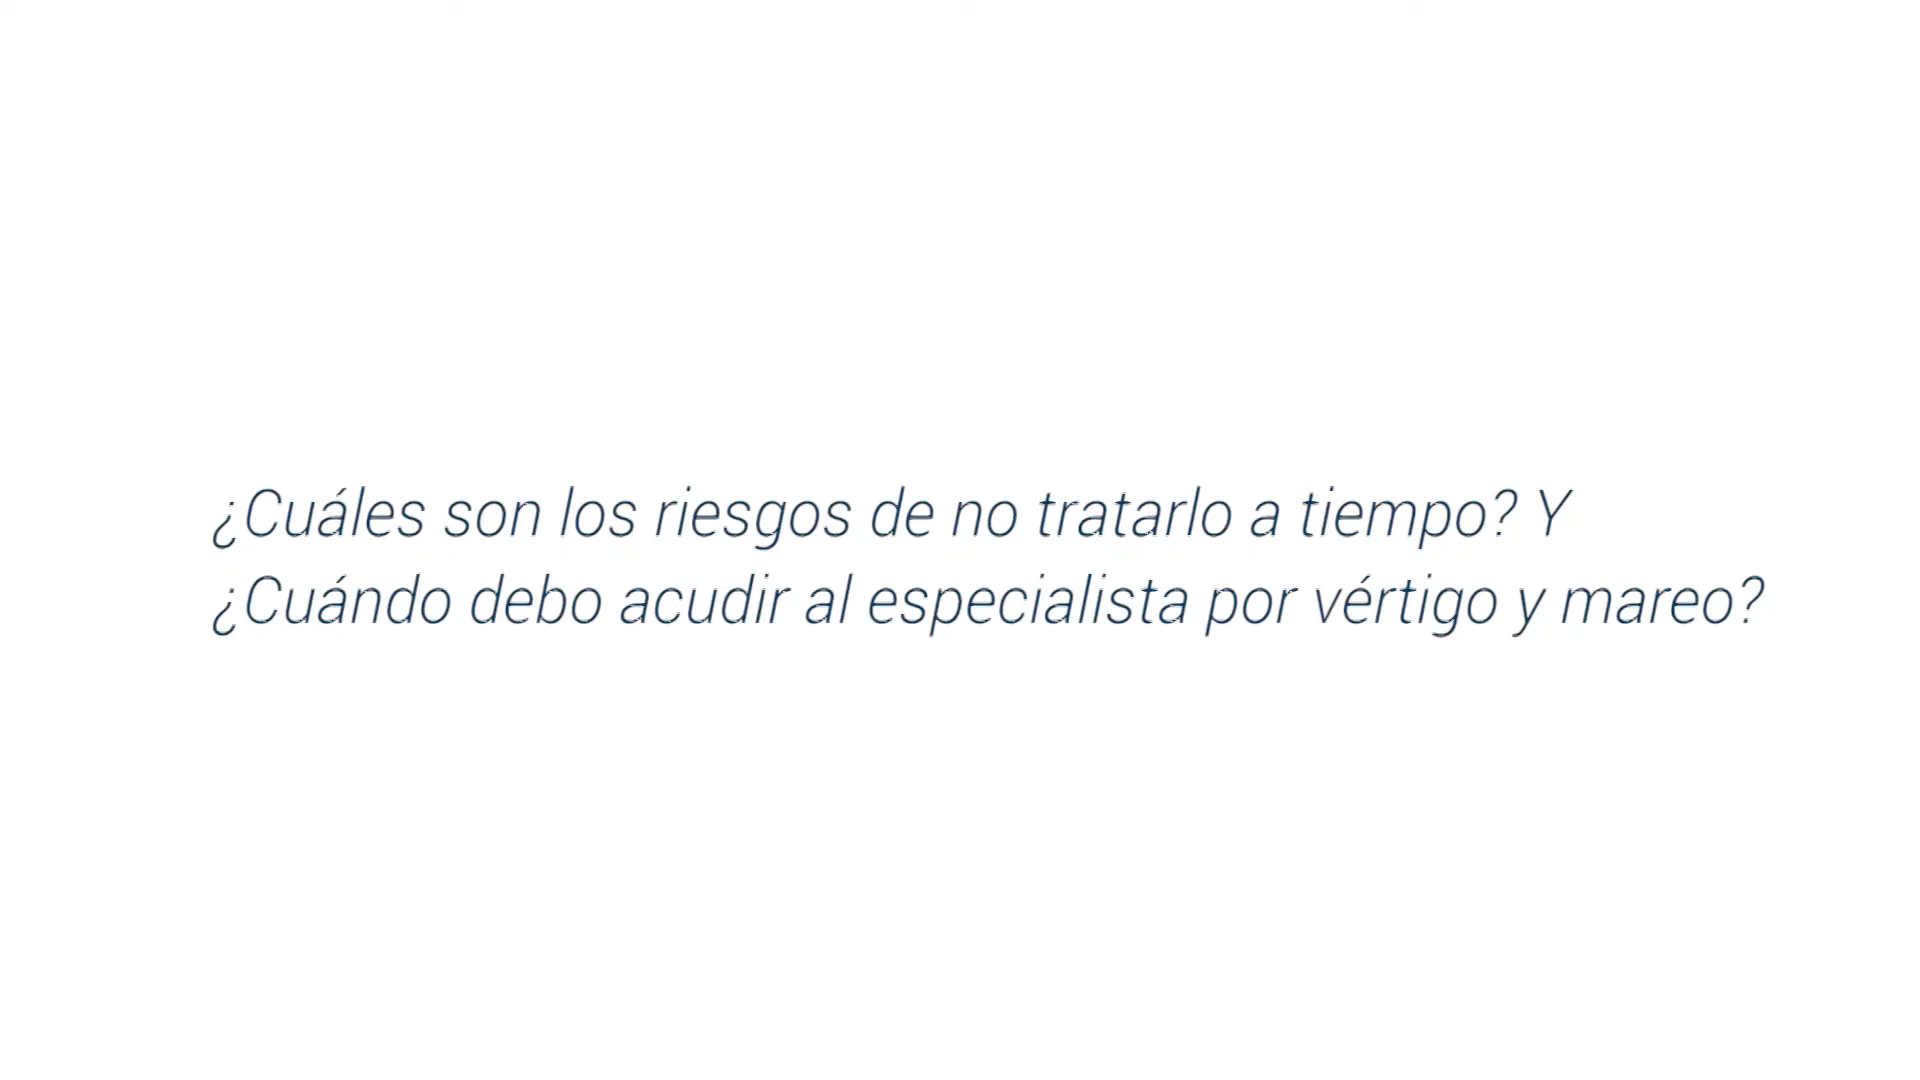 ¿Cuáles son los riesgos de no tratarlo a tiempo? Y
¿Cuándo debo acudir al especialista por vértigo y mareo?